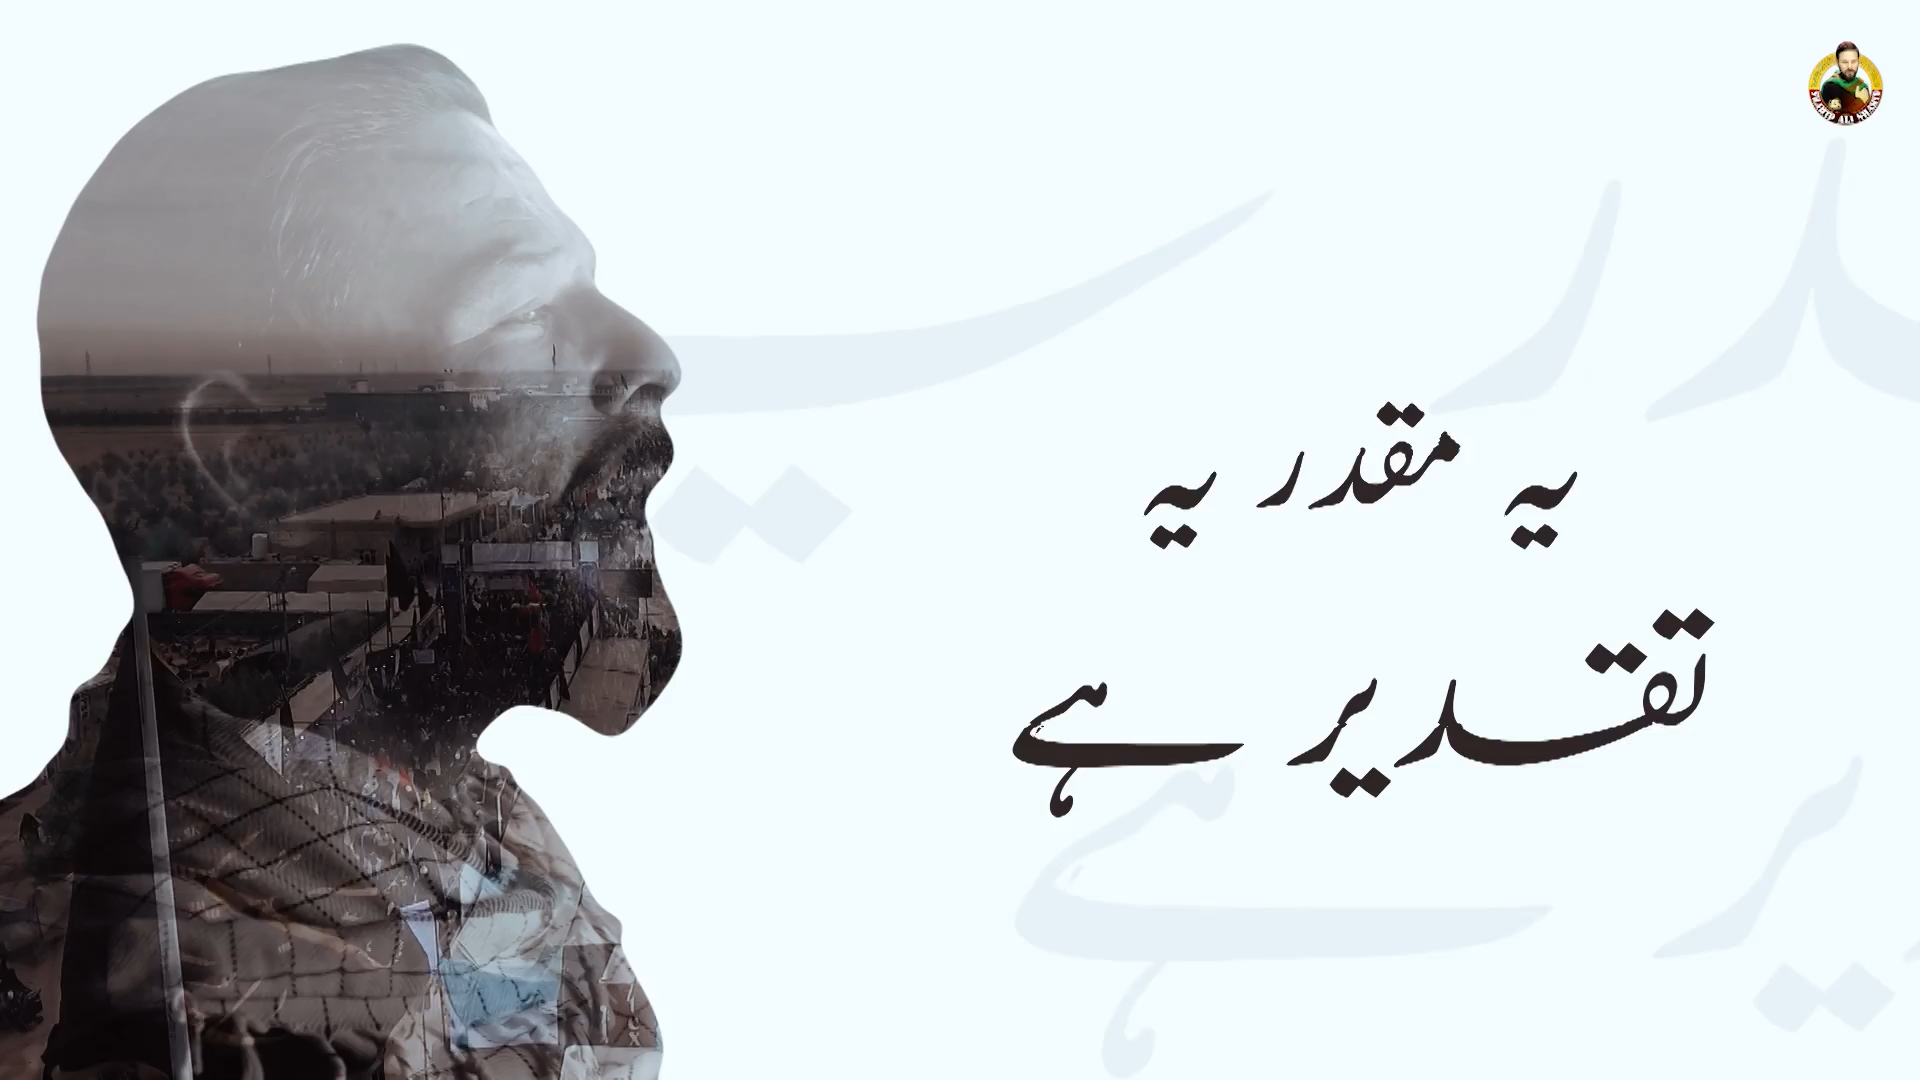 یہ مقدر یہ
تقدیر ہے